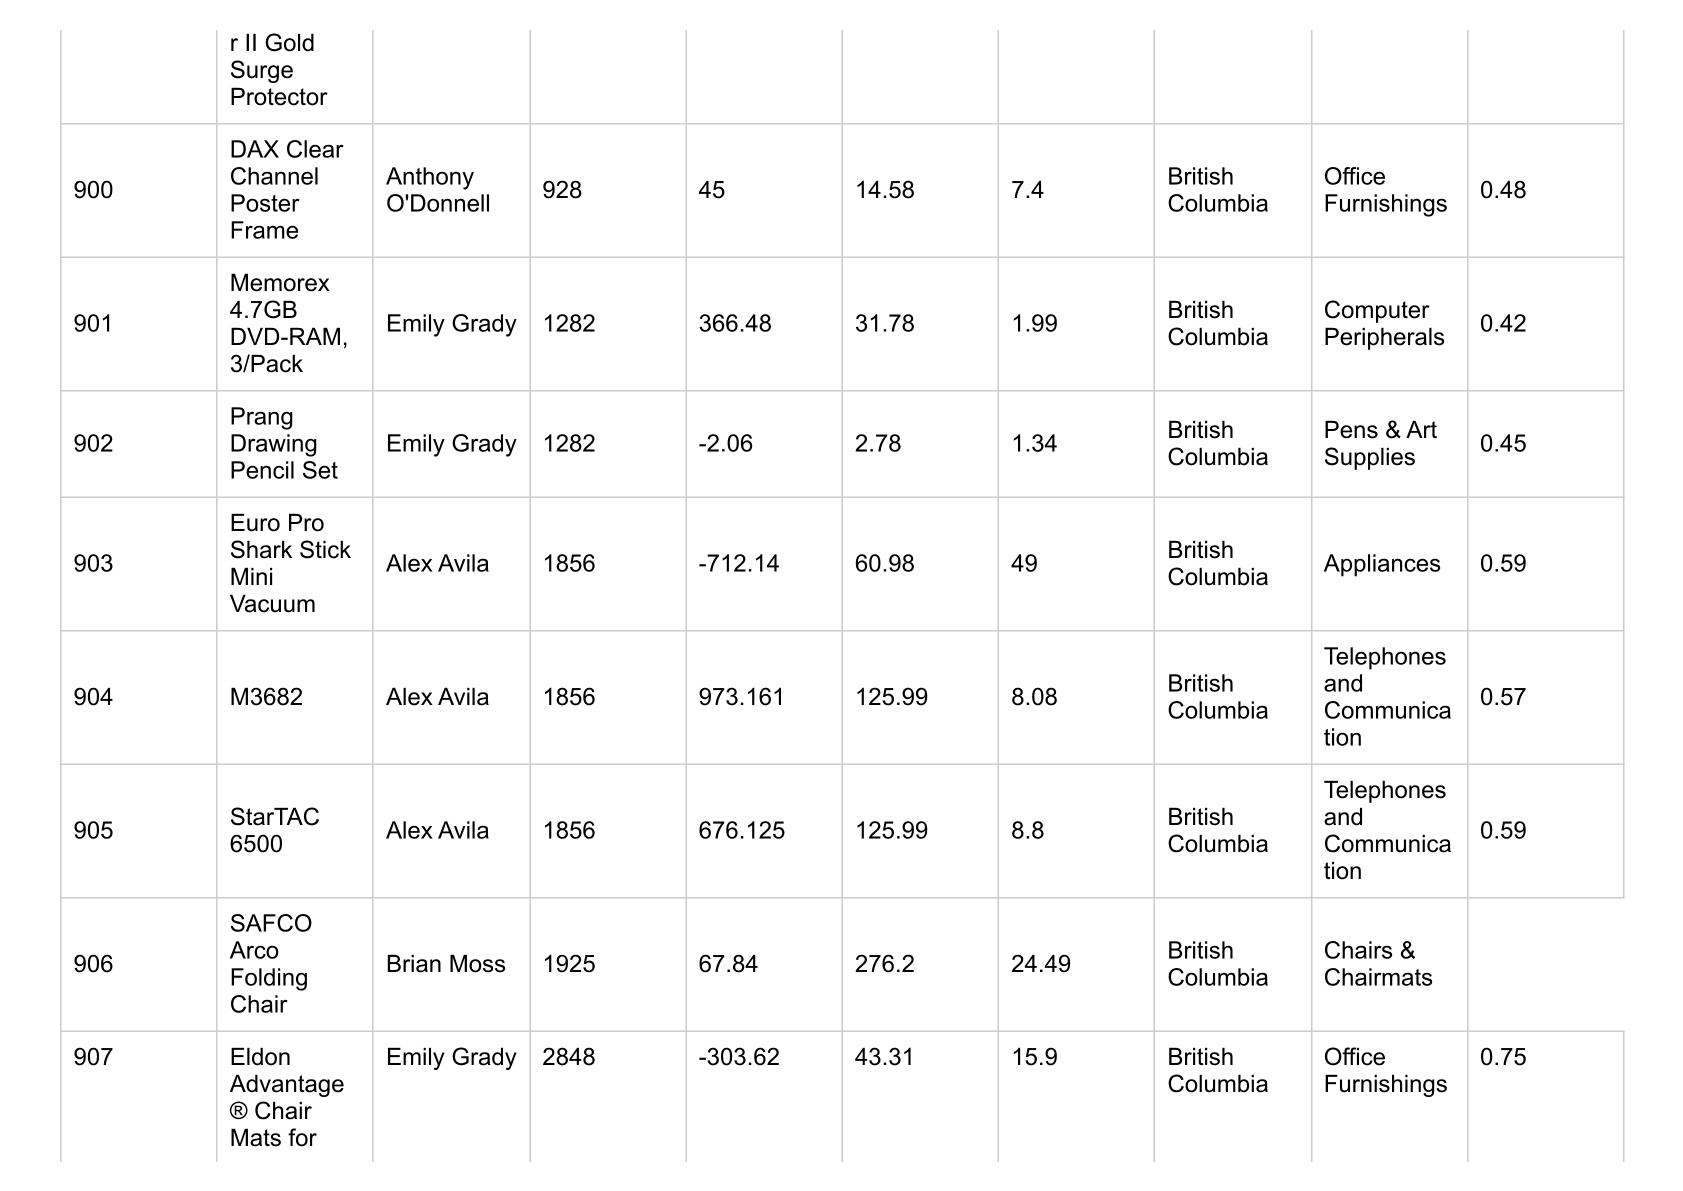 r II Gold
Surge
Protector
900
DAX Clear
Channel
Poster
Frame
Anthony
O'Donnell
928
45
14.58
7.4
British
Columbia
Office
Furnishings
0.48
901
Memorex
4.7GB
DVD-RAM,
3/Pack
Emily Grady
1282
366.48
31.78
1.99
British
Columbia
Computer
Peripherals
0.42
902
Prang
Drawing
Pencil Set
Emily Grady
1282
-2.06
2.78
1.34
British
Columbia
Pens & Art
Supplies
0.45
903
Euro Pro
Shark Stick
Mini
Vacuum
Alex Avila
1856
-712.14
60.98
49
British
Columbia
Appliances
0.59
904
M3682
Alex Avila
1856
973.161
125.99
8.08
British
Columbia
Telephones
and
Communica
tion
0.57
905
StarTAC
6500
Alex Avila
1856
676.125
125.99
8.8
British
Columbia
Telephones
and
Communica
tion
0.59
906
SAFCO
Arco
Folding
Chair
Brian Moss
1925
67.84
276.2
24.49
British
Columbia
Chairs &
Chairmats
907
Eldon
Advantage
® Chair
Mats for
Emily Grady
2848
-303.62
43.31
15.9
British
Columbia
Office
Furnishings
0.75